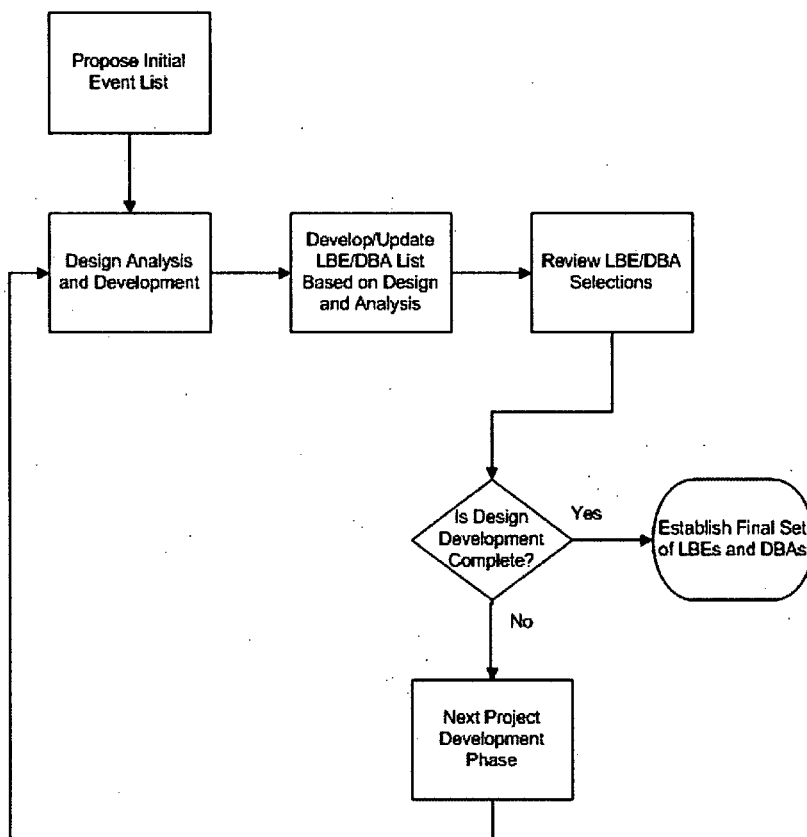 Propose Initial
Event List
Design Analysis
and Development
Develop/Update
LBE/DBA List
Based on Design
and Analysis
Review LBE/DBA
Selections
Is Design
Development
Complete?
Yes
Establish Final Set
of LBEs and DBAs
No
Next Project
Development
Phase